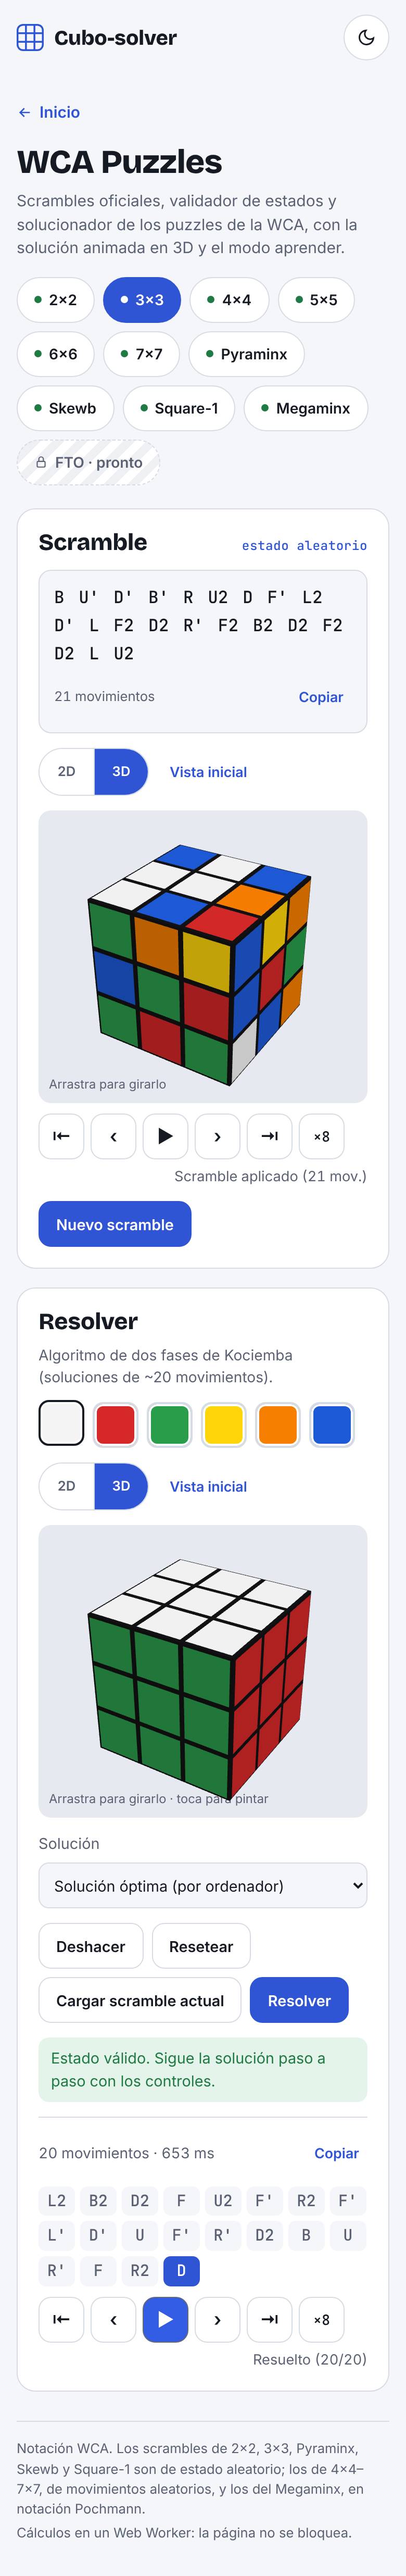 Cubo-solver
← Inicio
WCA Puzzles
Scrambles oficiales, validador de estados y
solucionador de los puzzles de la WCA, con la
solución animada en 3D y el modo aprender.
2×2 3×3 4×4 5×5
6×6 7×7 Pyraminx
Skewb Square-1 Megaminx
FTO · pronto
Scramble estado aleatorio
B U' D' B' R U2 D F' L2
D' L F2 D2 R' F2 B2 D2 F2
D2 L U2
21 movimientos Copiar
2D 3D Vista inicial
Arrastra para girarlo
×8
Scramble aplicado (21 mov.)
Nuevo scramble
Resolver
Algoritmo de dos fases de Kociemba
(soluciones de ~20 movimientos).
2D 3D Vista inicial
Arrastra para girarlo · toca para pintar
Solución
Solución óptima (por ordenador)
Deshacer Resetear
Cargar scramble actual Resolver
Estado válido. Sigue la solución paso a
paso con los controles.
20 movimientos · 653 ms Copiar
L2 B2 D2 F U2 F' R2 F'
L' D' U F' R' D2 B U
R' F R2 D
×8
Resuelto (20/20)
Notación WCA. Los scrambles de 2×2, 3×3, Pyraminx,
Skewb y Square-1 son de estado aleatorio; los de 4×4–
7×7, de movimientos aleatorios, y los del Megaminx, en
notación Pochmann.
Cálculos en un Web Worker: la página no se bloquea.